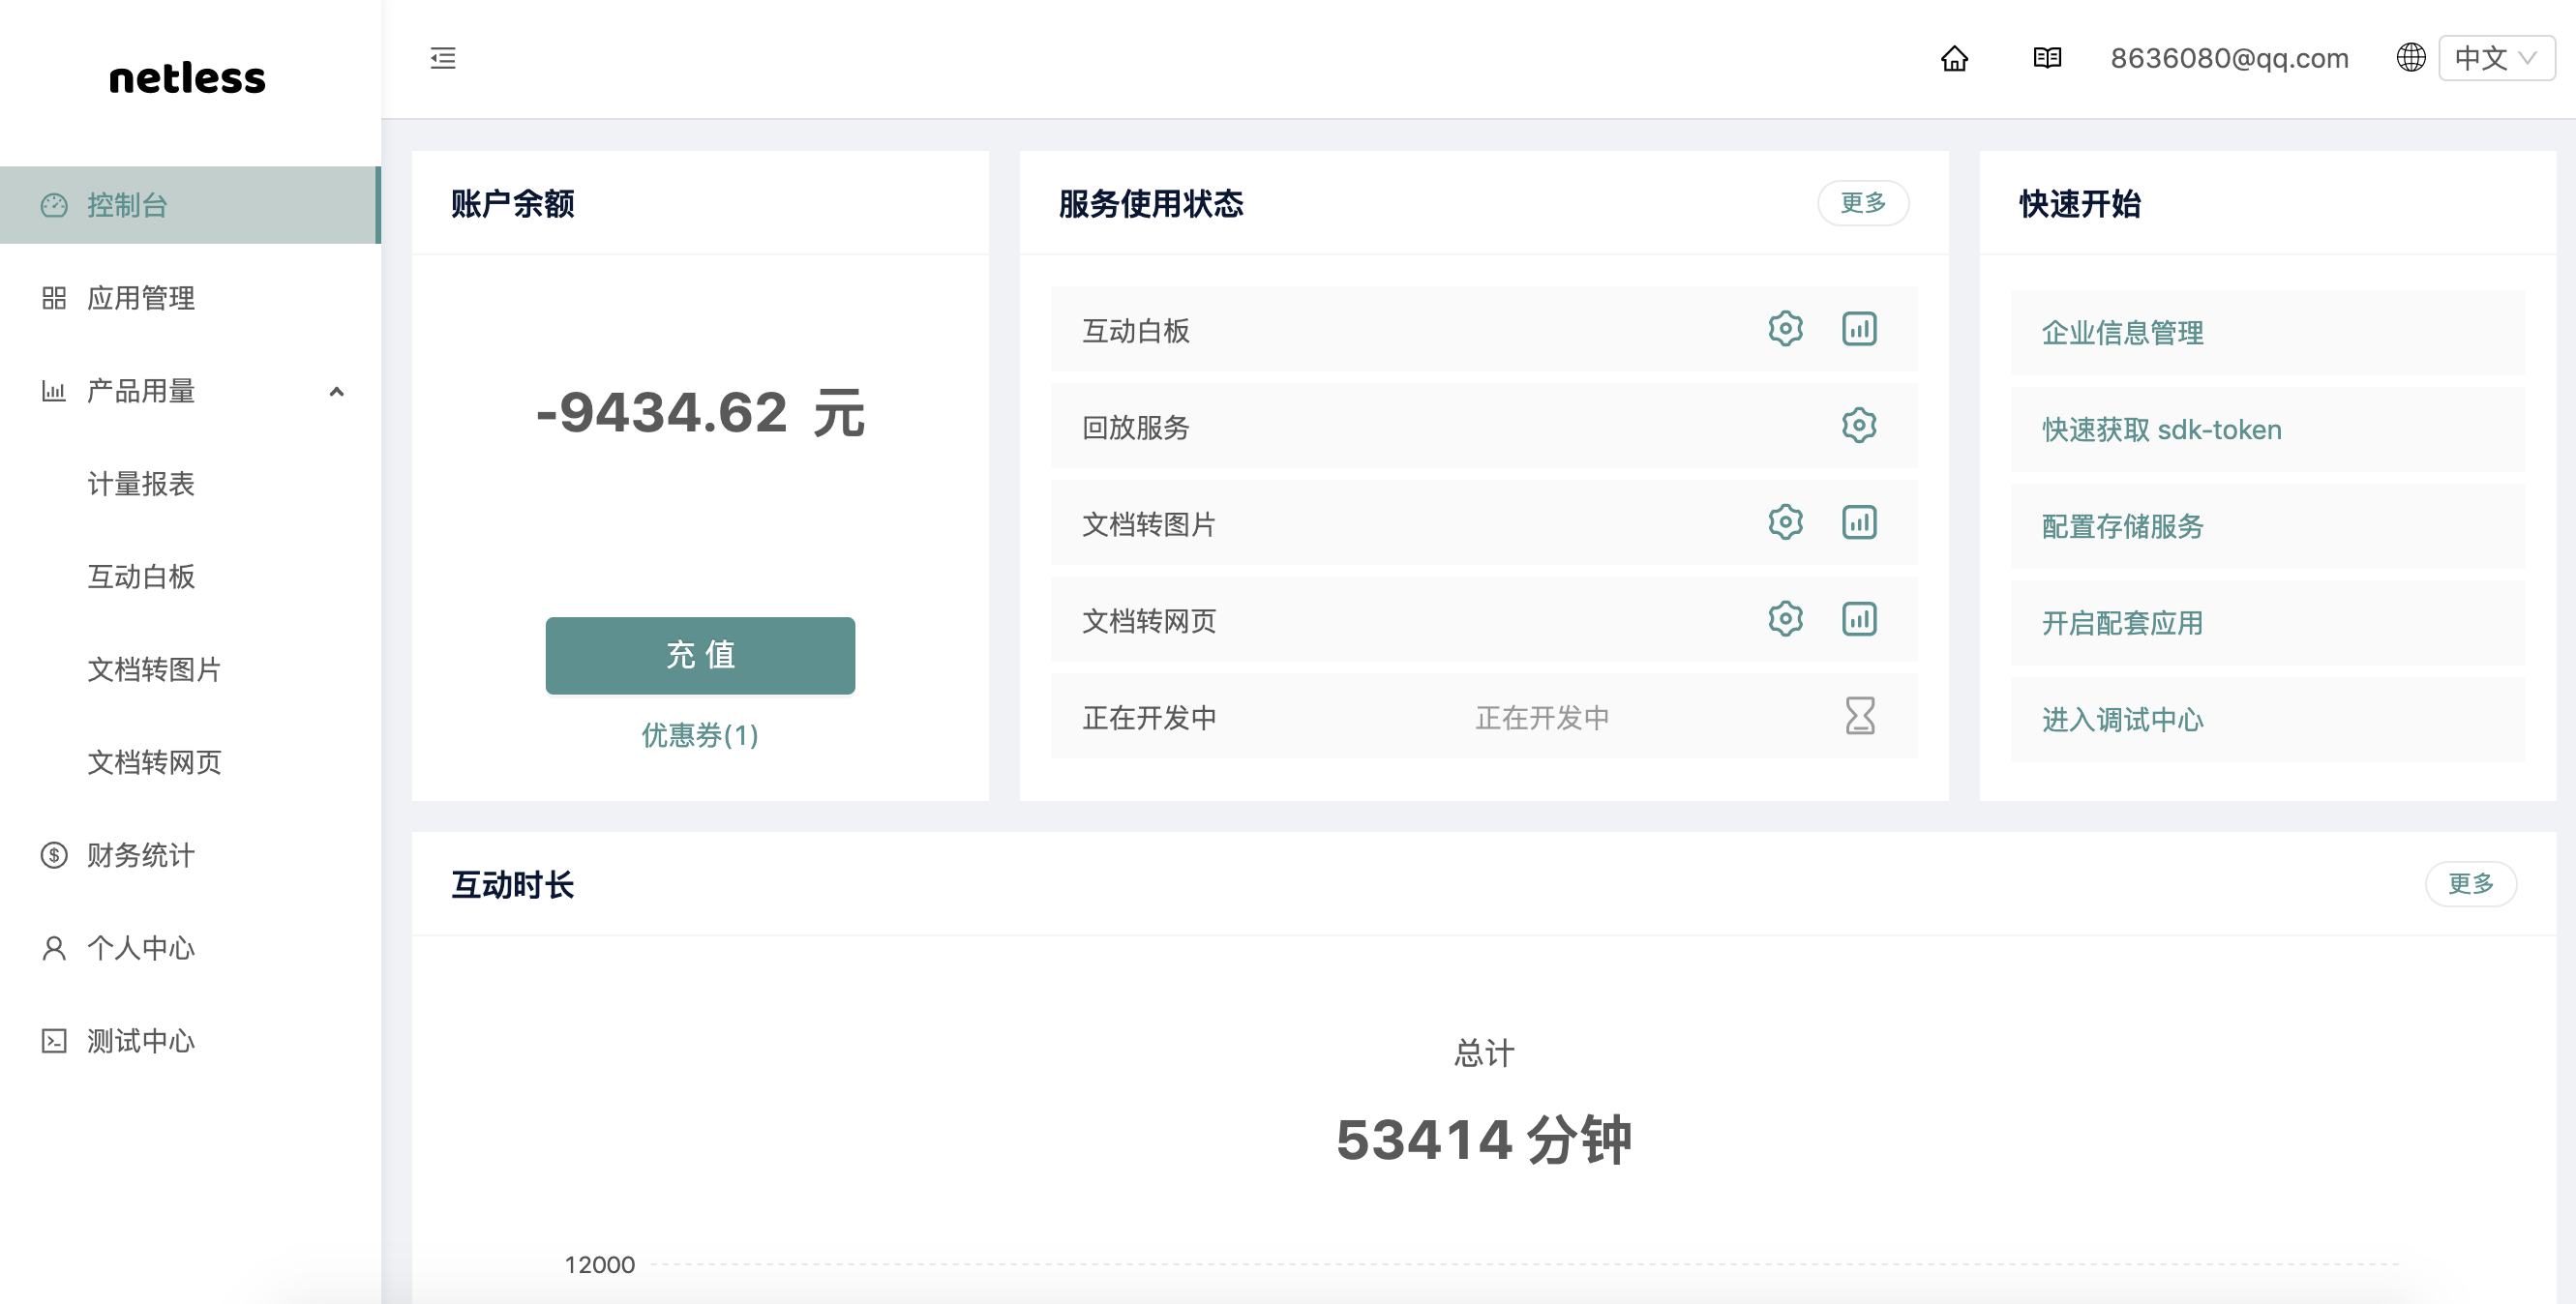 netless
8636080@qq.com
中文
控制台
应用管理
产品用量
计量报表
互动白板
文档转图片
文档转网页
财务统计
个人中心
测试中心
账户余额
-9434.62 元
充 值
优惠券(1)
服务使用状态
更多
互动白板
回放服务
文档转图片
文档转网页
正在开发中 正在开发中
快速开始
企业信息管理
快速获取 sdk-token
配置存储服务
开启配套应用
进入调试中心
互动时长
更多
总计
53414 分钟
12000